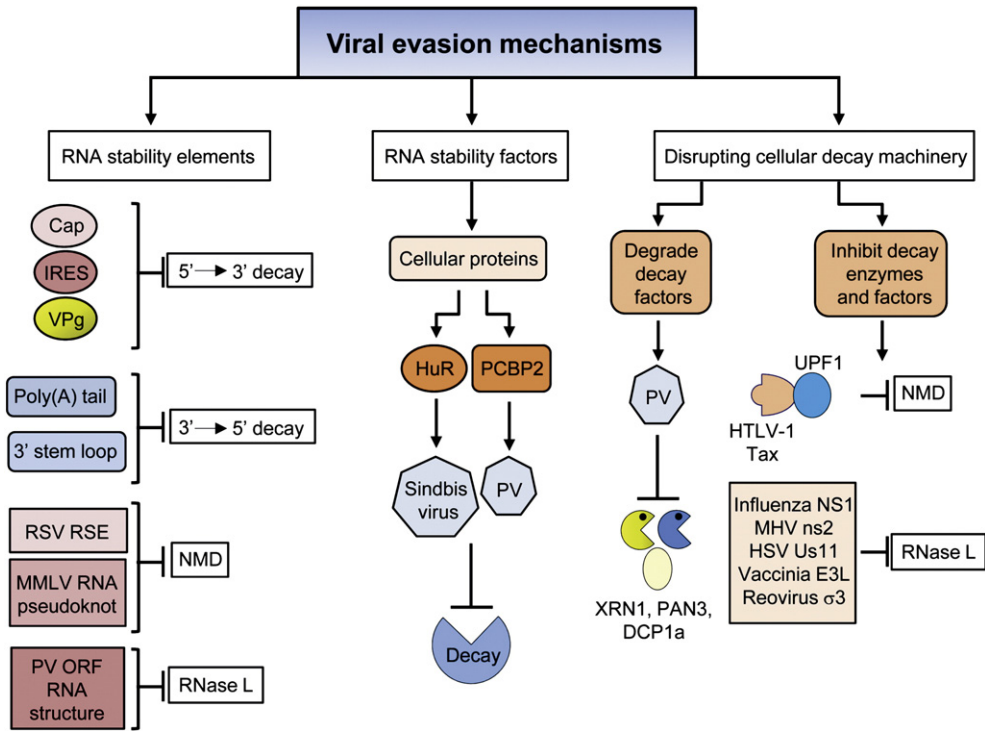 Viral evasion mechanisms
RNA stability elements
Cap
IRES
VPg
5’ → 3’ decay
Poly(A) tail
3’ stem loop
3’ → 5’ decay
RSV RSE
MMLV RNA
pseudoknot
NMD
PV ORF
RNA
structure
RNase L
RNA stability factors
Cellular proteins
HuR
PCBP2
Sindbis
virus
PV
Decay
Disrupting cellular decay machinery
Degrade
decay
factors
PV
XRN1, PAN3,
DCP1a
Inhibit decay
enzymes
and factors
UPF1
HTLV-1
Tax
NMD
Influenza NS1
MHV ns2
HSV Us11
Vaccinia E3L
Reovirus σ3
RNase L